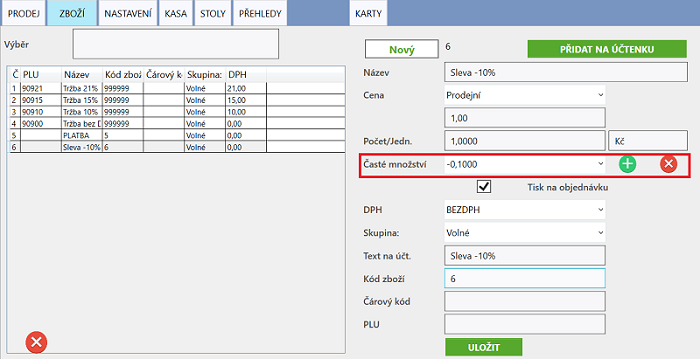 PRODEJ ZBOŽÍ NASTAVENÍ KASA STOLY PŘEHLEDY KARTY
Výběr
Č PLU Název Kód zboží Čárový k Skupina: DPH
1 90921 Tržba 21% 999999 Volné 21,00
2 90915 Tržba 15% 999999 Volné 15,00
3 90910 Tržba 10% 999999 Volné 10,00
4 90900 Tržba bez D 999999 Volné 0,00
5 PLATBA 5 Volné 0,00
6 Sleva -10% 6 Volné 0,00
Nový 6 PŘIDAT NA ÚČTENKU
Název Sleva -10%
Cena Prodejní
1,00
Počet/Jedn. 1,0000 Kč
Časté množství -0,1000
Tisk na objednávku
DPH BEZDPH
Skupina: Volné
Text na účt. Sleva -10%
Kód zboží 6
Čárový kód
PLU
ULOŽIT